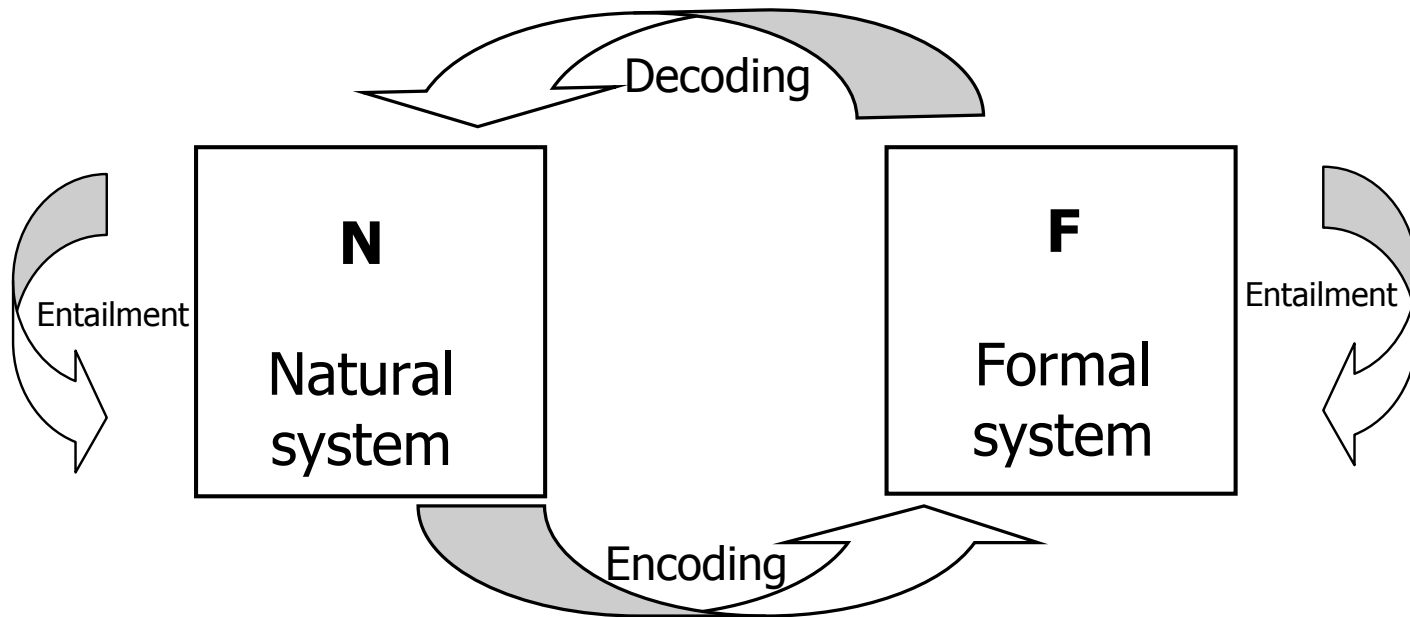 Decoding
N
F
Entailment
Entailment
Natural
system
Formal
system
Encoding